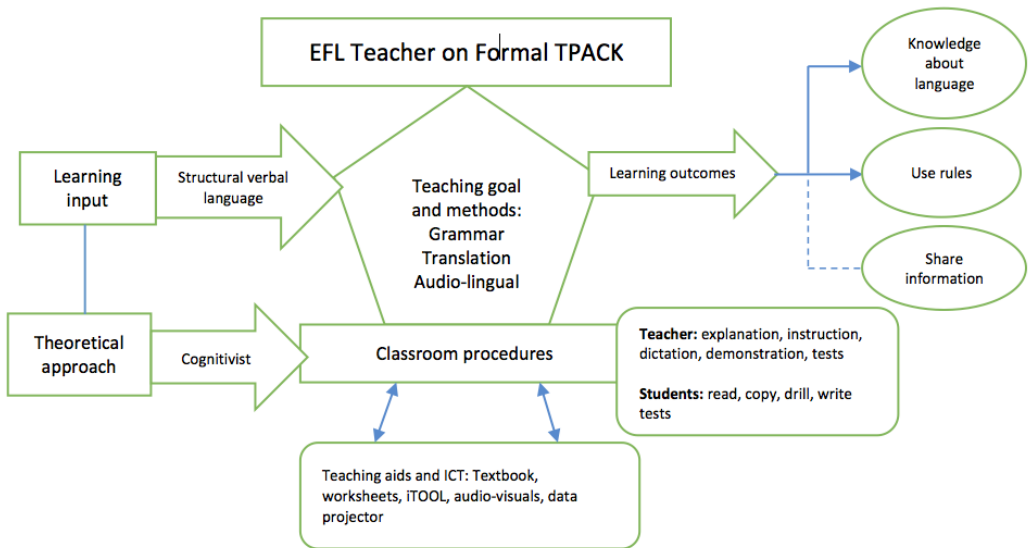 EFL Teacher on Formal TPACK
Knowledge
about
language
Learning
input
Structural verbal
language
Teaching goal
and methods:
Grammar
Translation
Audio-lingual
Learning outcomes
Use rules
Share
information
Theoretical
approach
Cognitivist
Classroom procedures
Teacher: explanation, instruction,
dictation, demonstration, tests
Students: read, copy, drill, write
tests
Teaching aids and ICT: Textbook,
worksheets, iTOOL, audio-visuals, data
projector